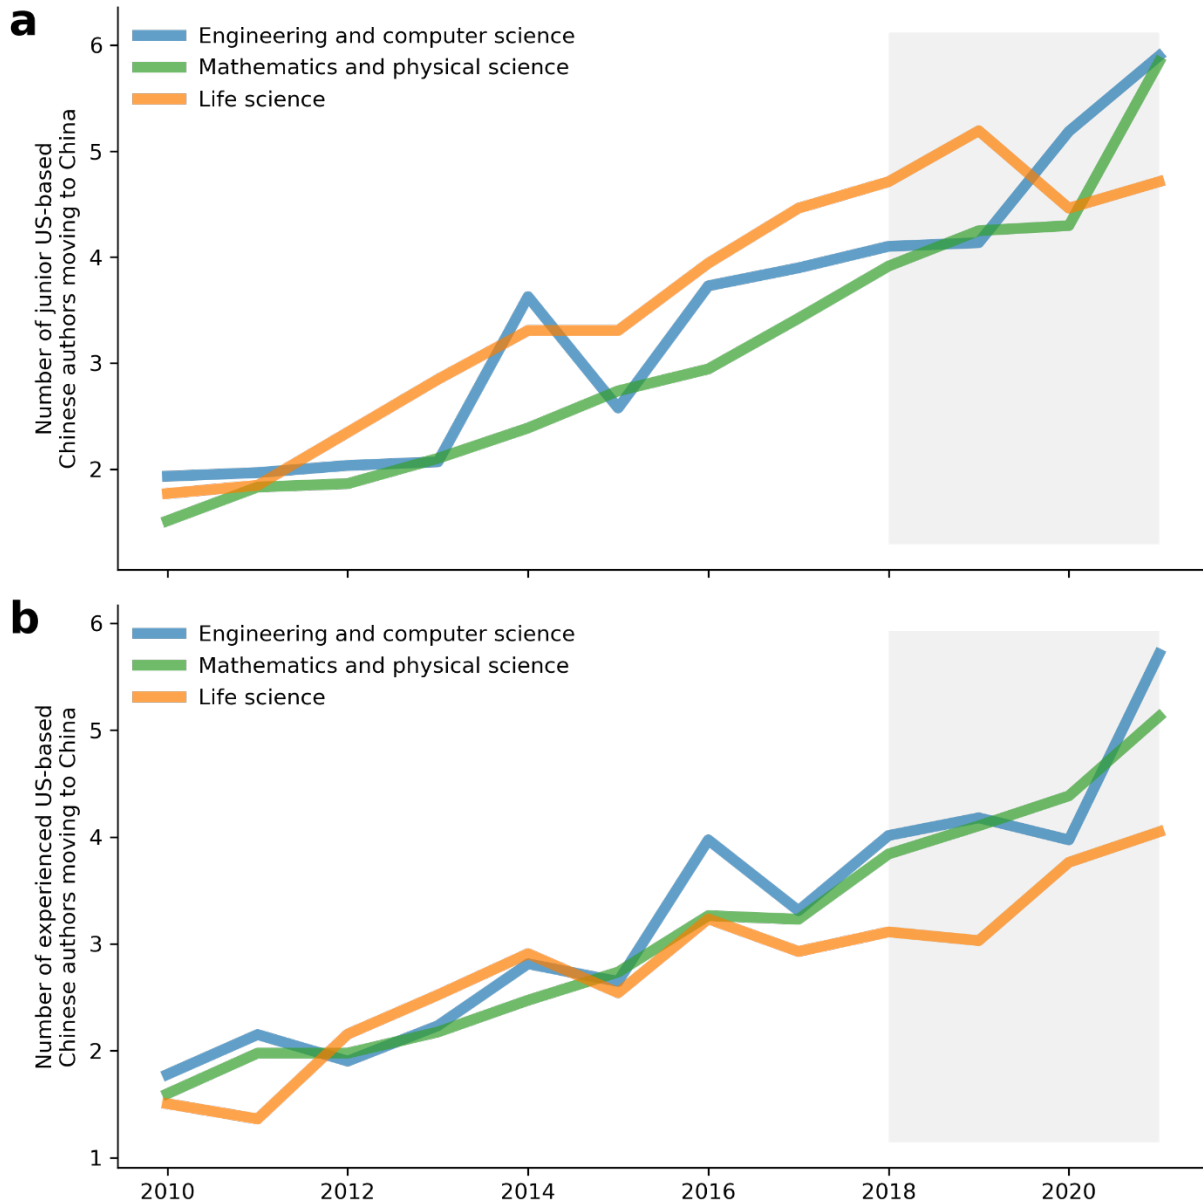 a
Engineering and computer science
Mathematics and physical science
Life science
Number of junior US-based
Chinese authors moving to China
6
5
4
3
2
b
Engineering and computer science
Mathematics and physical science
Life science
Number of experienced US-based
Chinese authors moving to China
6
5
4
3
2
1
2010 2012 2014 2016 2018 2020